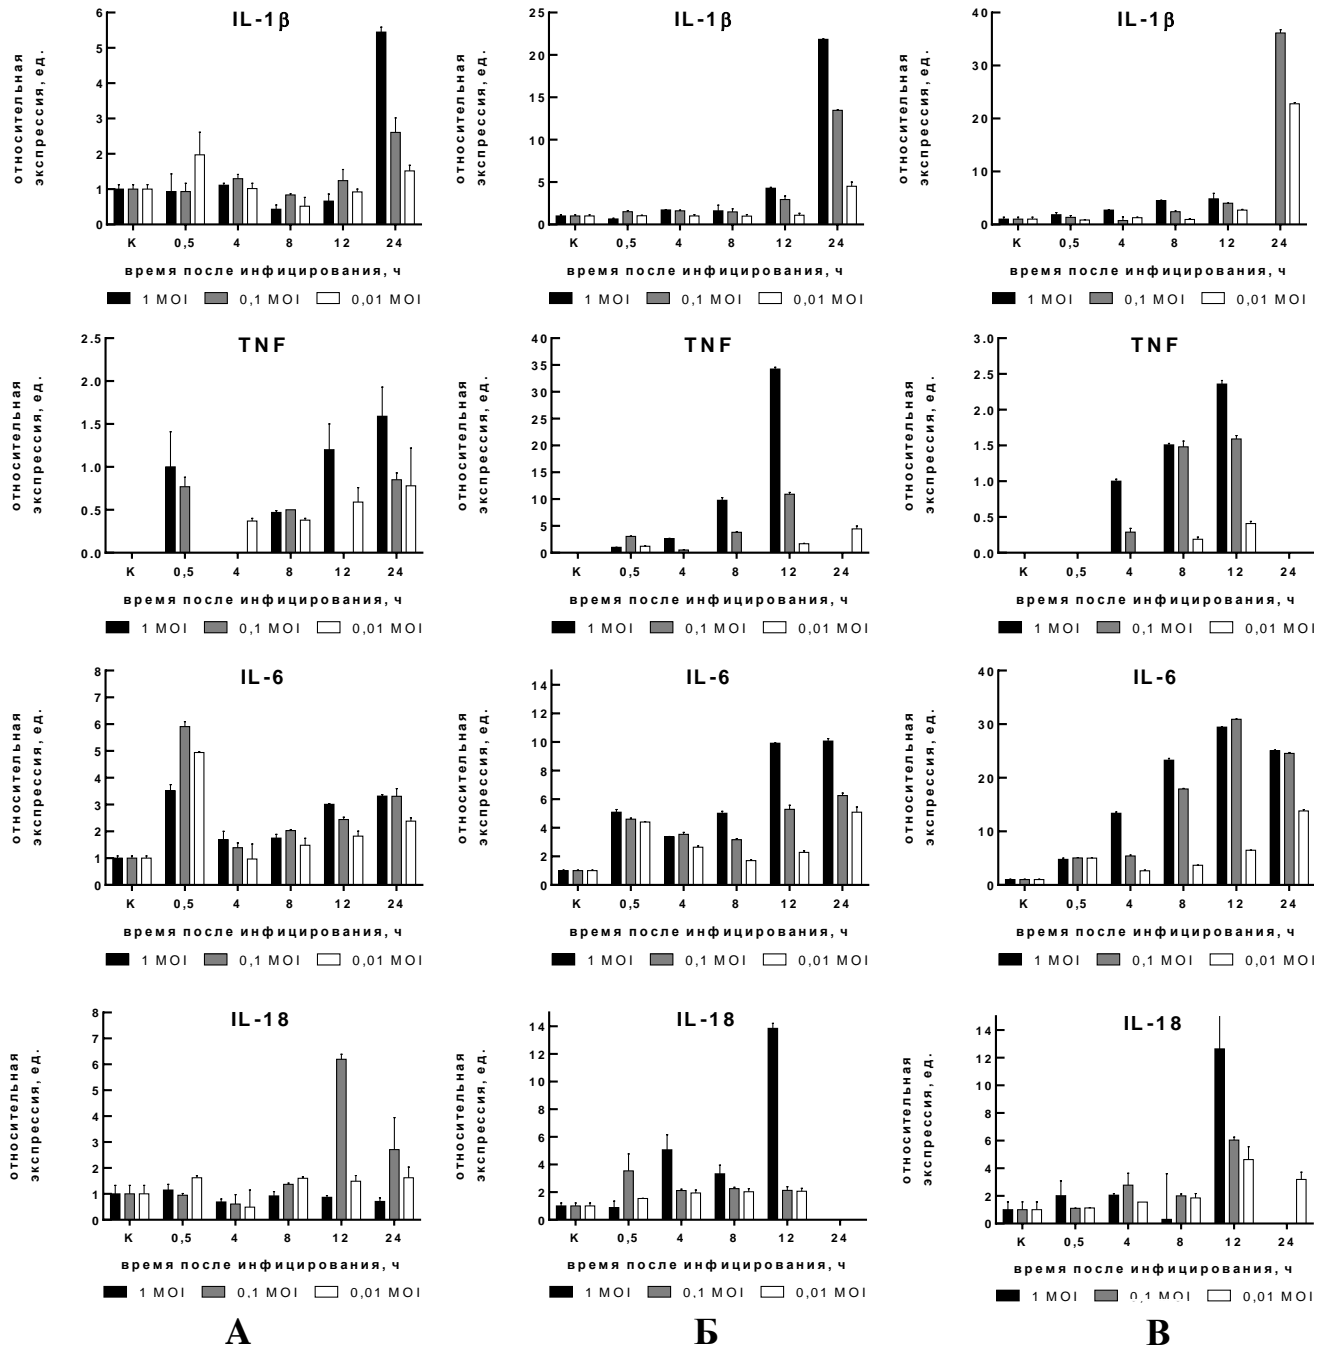 IL-1β
относительная
экспрессия, ед.
6
5
4
3
2
1
0
К 0,5 4 8 12 24
время после инфицирования, ч
1 MOI 0,1 MOI 0,01 MOI
IL-1β
относительная
экспрессия, ед.
25
20
15
10
5
0
К 0,5 4 8 12 24
время после инфицирования, ч
1 MOI 0,1 MOI 0,01 MOI
IL-1β
относительная
экспрессия, ед.
40
30
20
10
0
К 0,5 4 8 12 24
время после инфицирования, ч
1 MOI 0,1 MOI 0,01 MOI
TNF
относительная
экспрессия, ед.
2.5
2.0
1.5
1.0
0.5
0.0
К 0,5 4 8 12 24
время после инфицирования, ч
1 MOI 0,1 MOI 0,01 MOI
TNF
относительная
экспрессия, ед.
40
35
30
25
20
15
10
5
0
К 0,5 4 8 12 24
время после инфицирования, ч
1 MOI 0,1 MOI 0,01 MOI
TNF
относительная
экспрессия, ед.
3.0
2.5
2.0
1.5
1.0
0.5
0.0
К 0,5 4 8 12 24
время после инфицирования, ч
1 MOI 0,1 MOI 0,01 MOI
IL-6
относительная
экспрессия, ед.
8
7
6
5
4
3
2
1
0
К 0,5 4 8 12 24
время после инфицирования, ч
1 MOI 0,1 MOI 0,01 MOI
IL-6
относительная
экспрессия, ед.
14
12
10
8
6
4
2
0
К 0,5 4 8 12 24
время после инфицирования, ч
1 MOI 0,1 MOI 0,01 MOI
IL-6
относительная
экспрессия, ед.
40
30
20
10
0
К 0,5 4 8 12 24
время после инфицирования, ч
1 MOI 0,1 MOI 0,01 MOI
IL-18
относительная
экспрессия, ед.
8
7
6
5
4
3
2
1
0
К 0,5 4 8 12 24
время после инфицирования, ч
1 MOI 0,1 MOI 0,01 MOI
IL-18
относительная
экспрессия, ед.
14
12
10
8
6
4
2
0
К 0,5 4 8 12 24
время после инфицирования, ч
1 MOI 0,1 MOI 0,01 MOI
IL-18
относительная
экспрессия, ед.
14
12
10
8
6
4
2
0
К 0,5 4 8 12 24
время после инфицирования, ч
1 MOI 0,1 MOI 0,01 MOI
А Б В